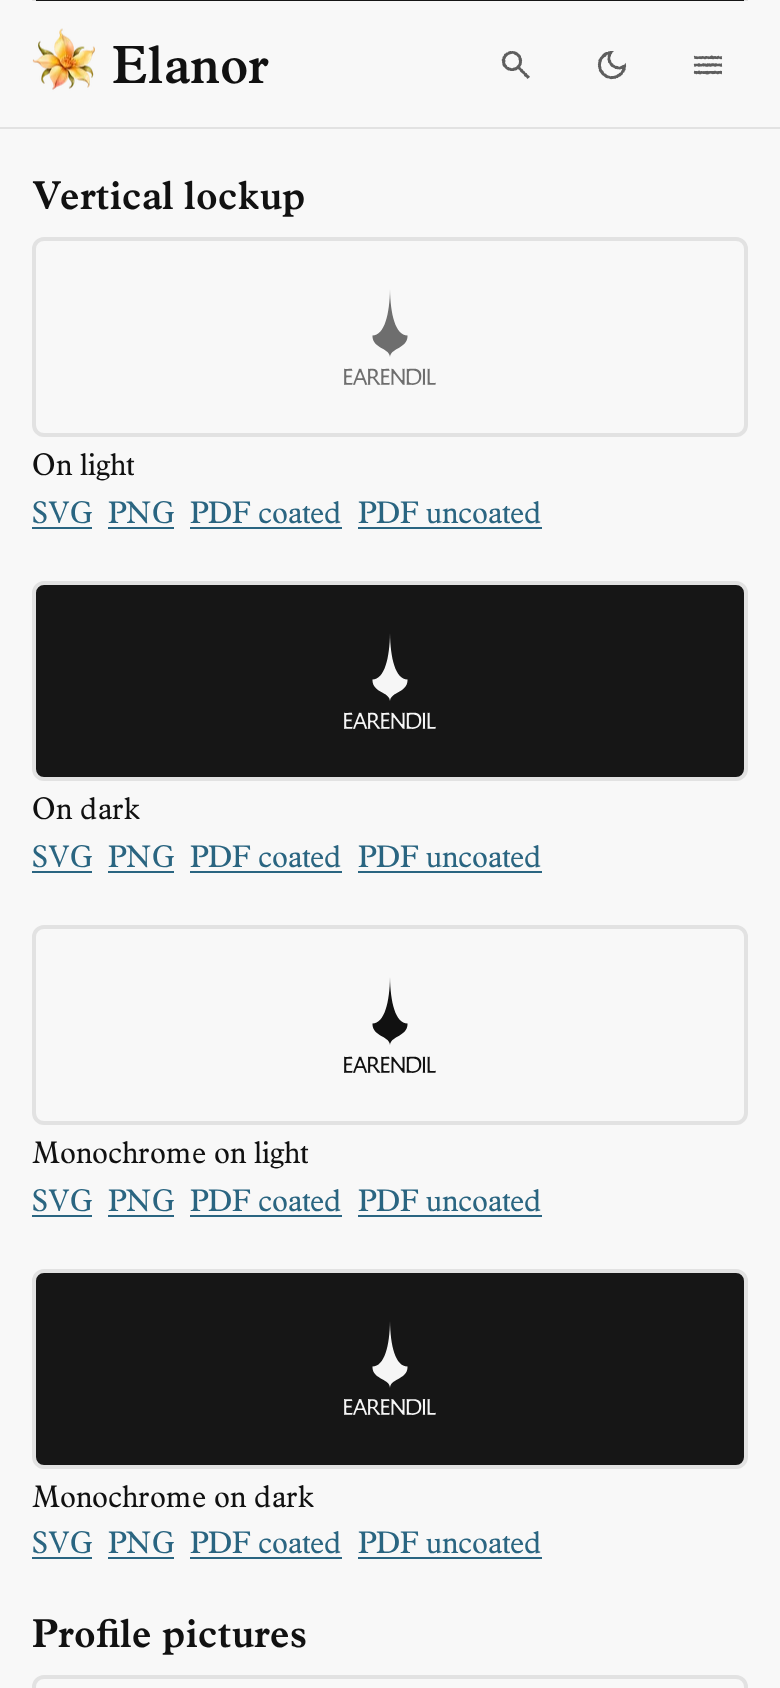 Elanor
Vertical lockup
EARENDIL
On light
SVG PNG PDF coated PDF uncoated
EARENDIL
On dark
SVG PNG PDF coated PDF uncoated
EARENDIL
Monochrome on light
SVG PNG PDF coated PDF uncoated
EARENDIL
Monochrome on dark
SVG PNG PDF coated PDF uncoated
Profile pictures